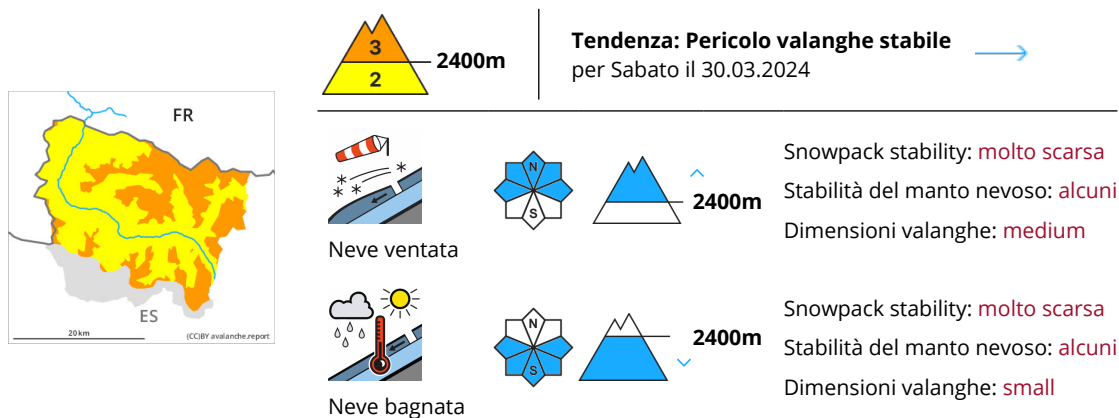 3
2
2400m
Tendenza: Pericolo valanghe stabile
per Sabato il 30.03.2024
FR
ES
20 km
(CC)BY avalanche.report
N
S
2400m
Snowpack stability: molto scarsa
Stabilità del manto nevoso: alcuni
Dimensioni valanghe: medium
Neve ventata
N
S
2400m
Snowpack stability: molto scarsa
Stabilità del manto nevoso: alcuni
Dimensioni valanghe: small
Neve bagnata